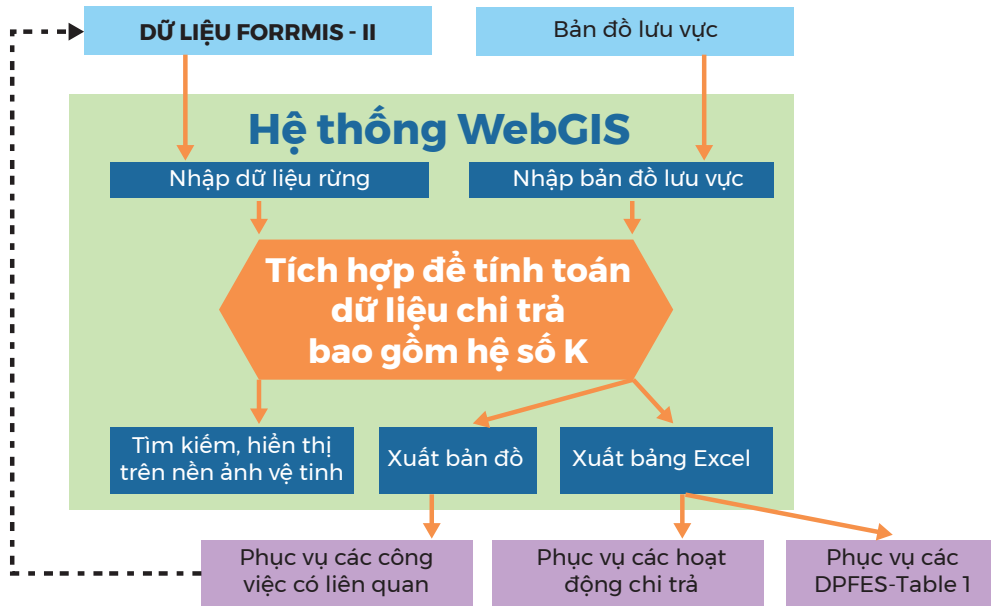 DỮ LIỆU FORRMIS - II
Bản đồ lưu vực
Hệ thống WebGIS
Nhập dữ liệu rừng
Nhập bản đồ lưu vực
Tích hợp để tính toán
dữ liệu chi trả
bao gồm hệ số K
Tìm kiếm, hiển thị
trên nền ảnh vệ tinh
Xuất bản đồ
Xuất bảng Excel
Phục vụ các công
việc có liên quan
Phục vụ các hoạt
động chi trả
Phục vụ các
DPFES-Table 1